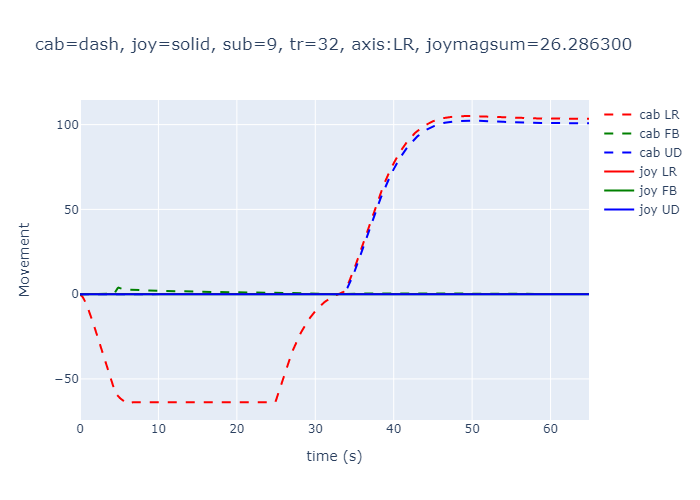 cab=dash, joy=solid, sub=9, tr=32, axis:LR, joymagsum=26.286300
100
50
0
−50
Movement
0
10
20
30
40
50
60
time (s)
cab LR
cab FB
cab UD
joy LR
joy FB
joy UD